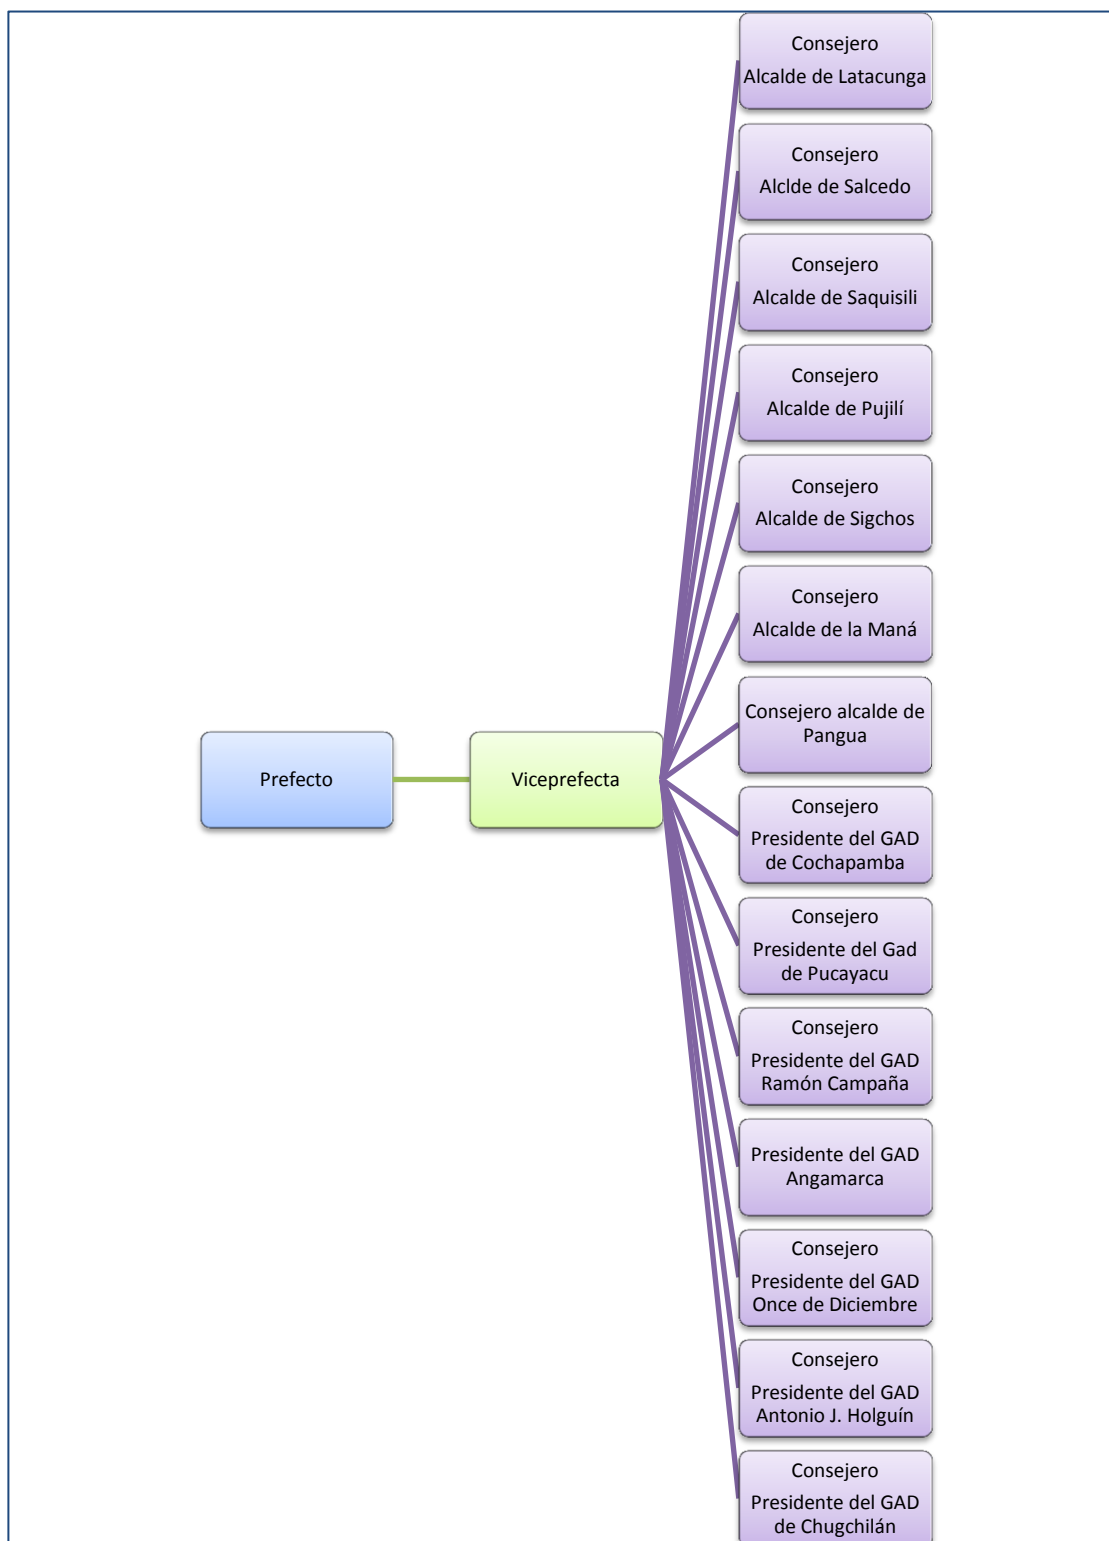 Prefecto
Viceprefecta
Consejero
Alcalde de Latacunga
Consejero
Alclde de Salcedo
Consejero
Alcalde de Saquisili
Consejero
Alcalde de Pujilí
Consejero
Alcalde de Sigchos
Consejero
Alcalde de la Maná
Consejero alcalde de
Pangua
Consejero
Presidente del GAD
de Cochapamba
Consejero
Presidente del Gad
de Pucayacu
Consejero
Presidente del GAD
Ramón Campaña
Presidente del GAD
Angamarca
Consejero
Presidente del GAD
Once de Diciembre
Consejero
Presidente del GAD
Antonio J. Holguín
Consejero
Presidente del GAD
de Chugchilán